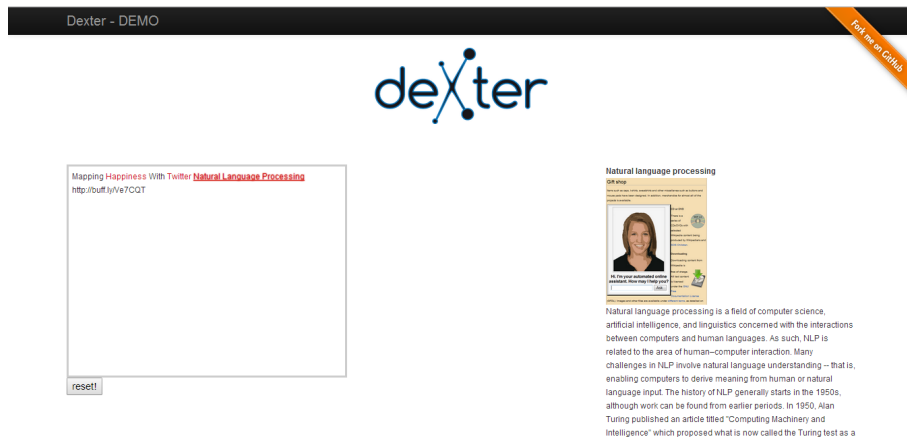 Dexter - DEMO
Fork me on GitHub
dexter
Mapping Happiness With Twitter Natural Language Processing
http://buff.ly/Ve7CQT
reset!
Natural language processing
Gift shop
Hi. I'm your automated online
assistant. How may I help you?
Natural language processing is a field of computer science,
artificial intelligence, and linguistics concerned with the interactions
between computers and human languages. As such, NLP is
related to the area of human–computer interaction. Many
challenges in NLP involve natural language understanding -- that is,
enabling computers to derive meaning from human or natural
language input. The history of NLP generally starts in the 1950s,
although work can be found from earlier periods. In 1950, Alan
Turing published an article titled "Computing Machinery and
Intelligence" which proposed what is now called the Turing test as a